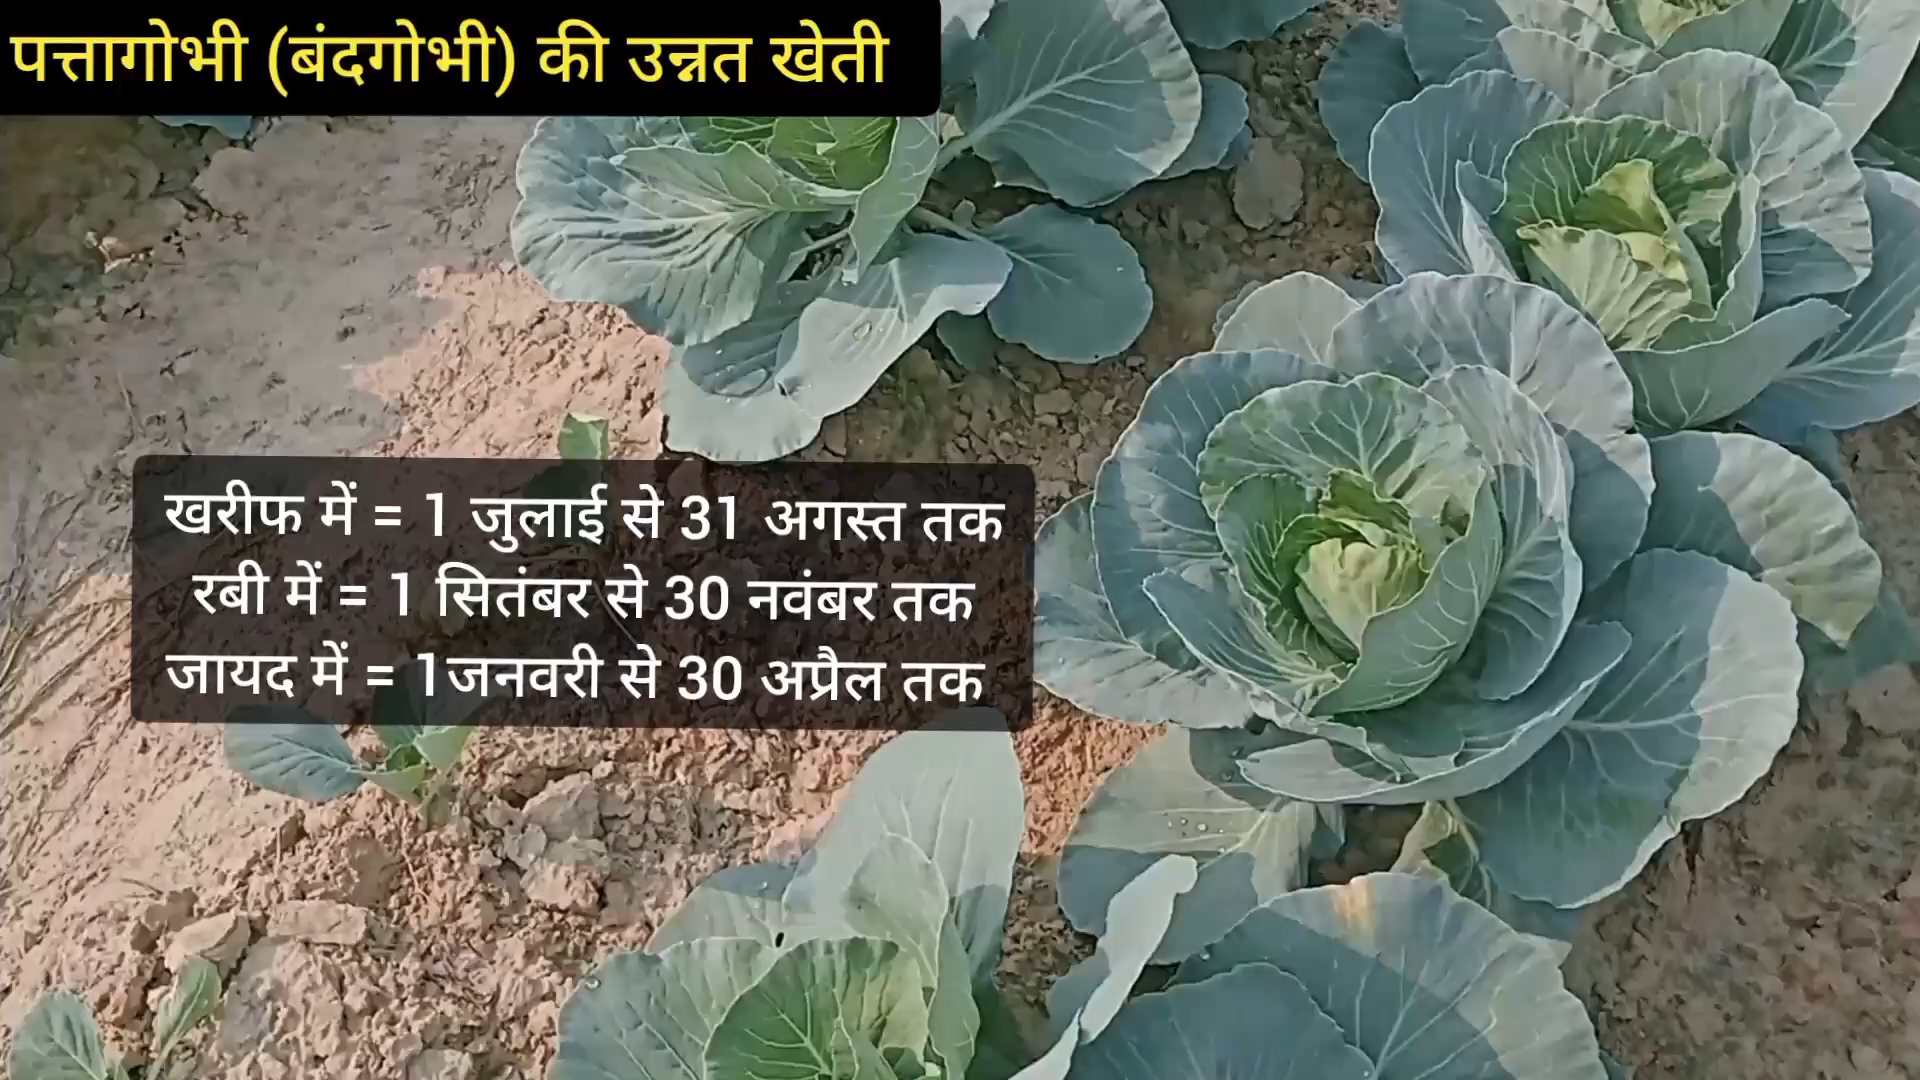 पत्तागोभी (बंदगोभी) की उन्नत खेती
खरीफ में = 1 जुलाई से 31 अगस्त तक
रबी में = 1 सितंबर से 30 नवंबर तक
जायद में = 1जनवरी से 30 अप्रैल तक